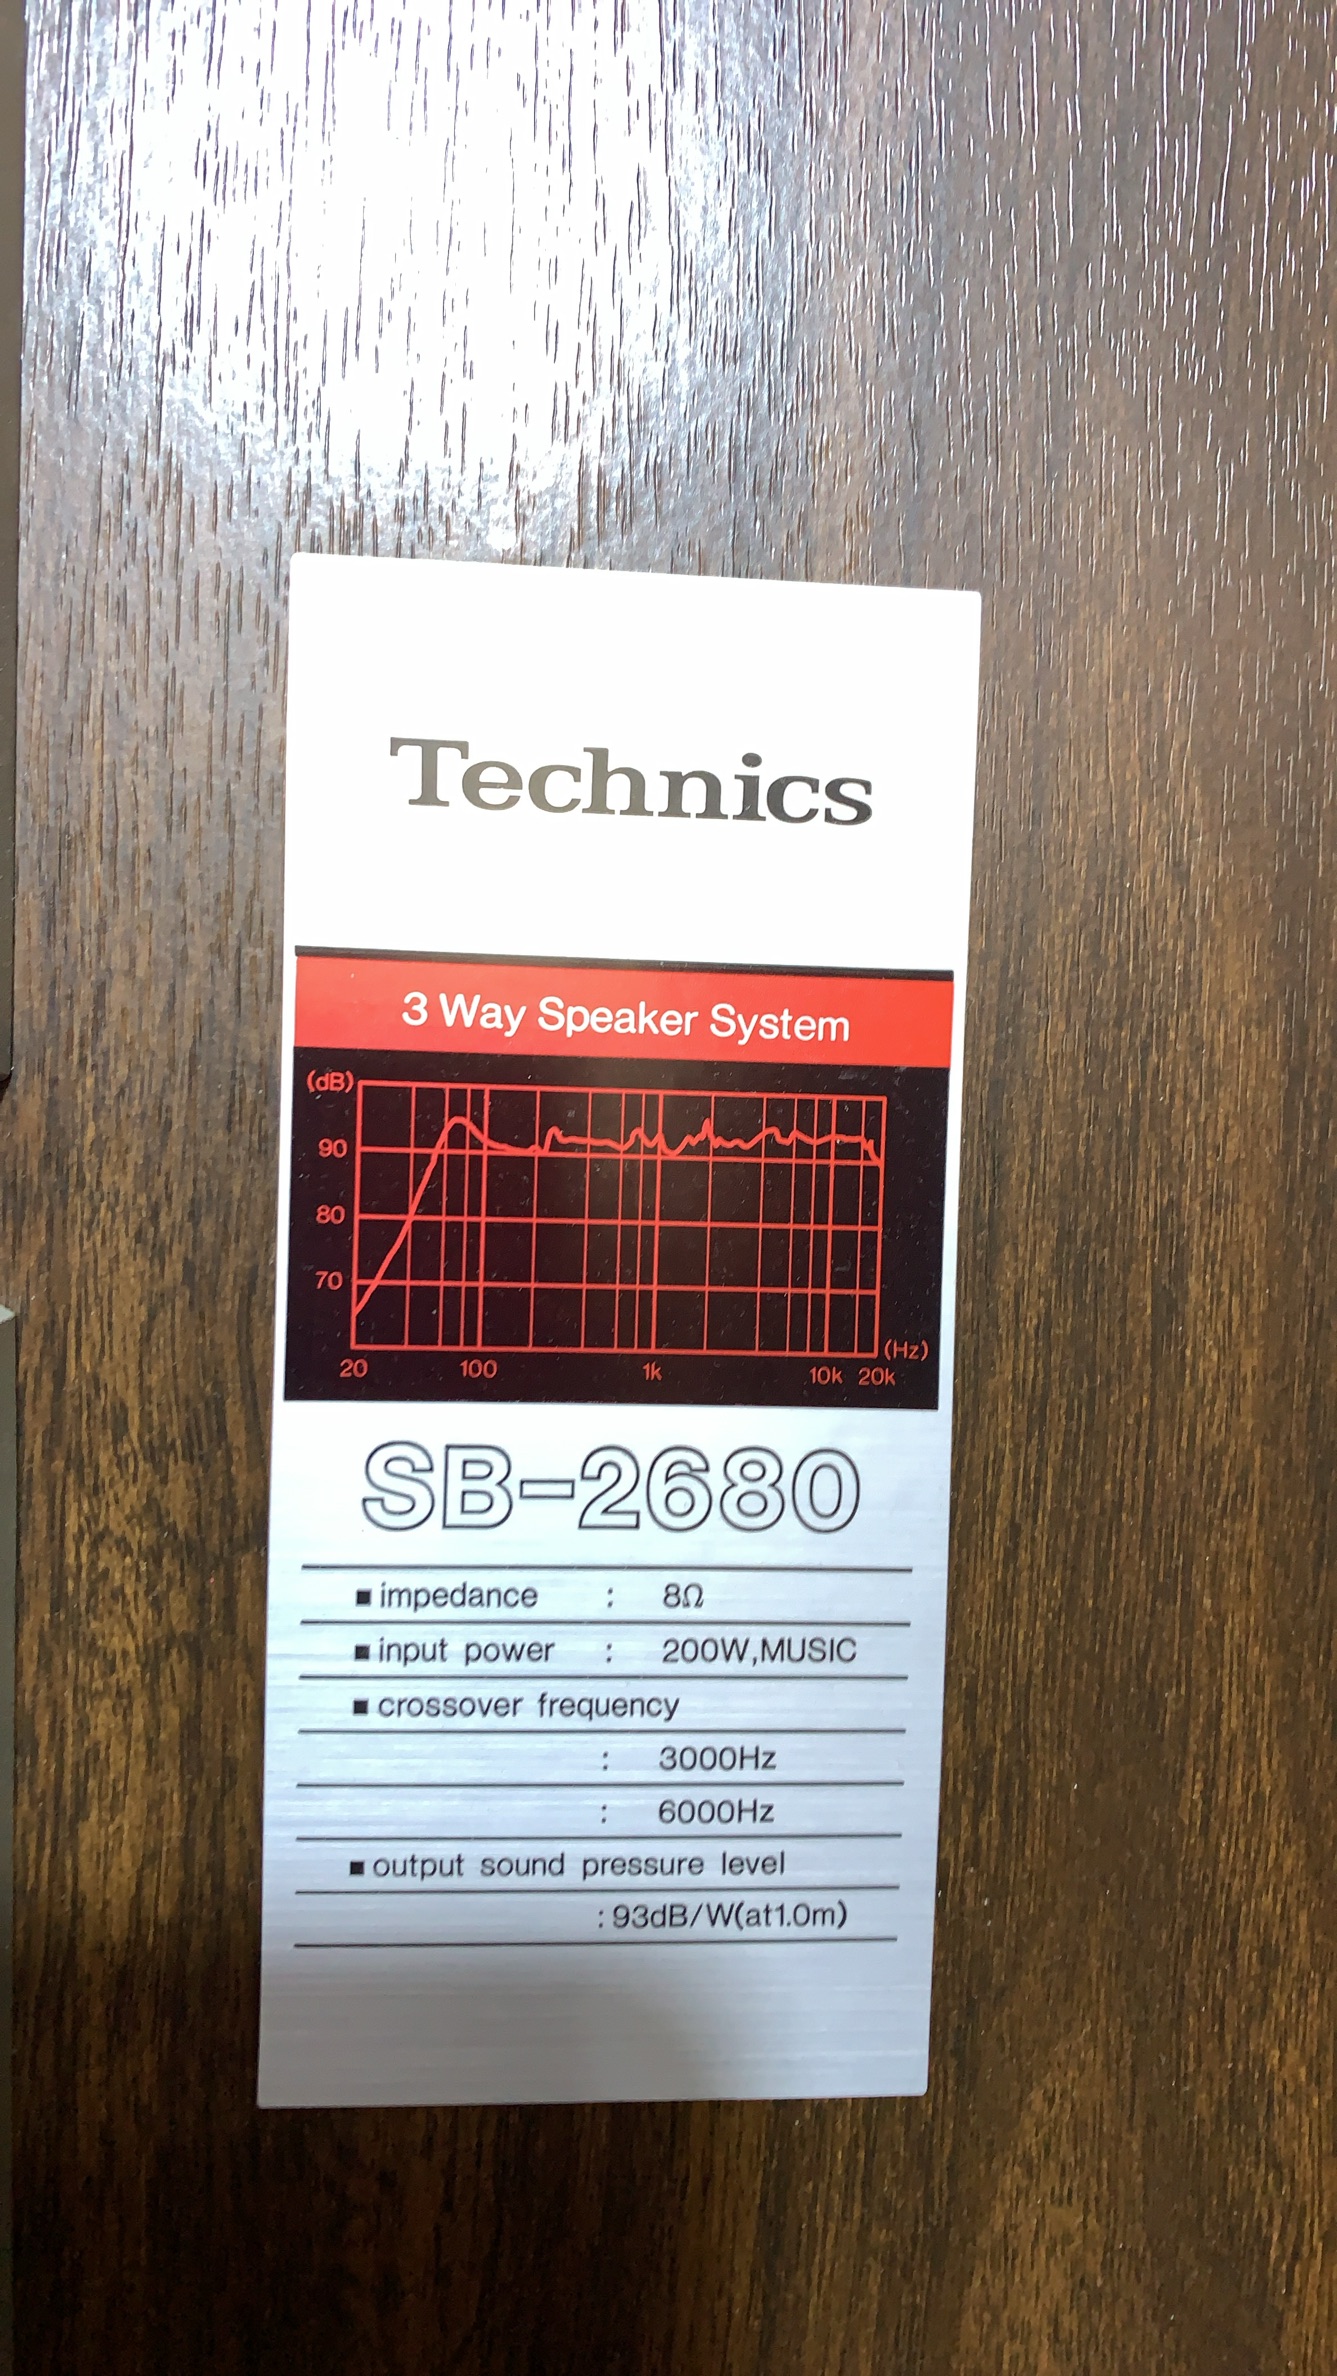 Technics
3 Way Speaker System
(dB)
90
80
70
(Hz)
20 100 1k 10k 20k
SB-2680
■ impedance : 8Ω
■ input power : 200W,MUSIC
■ crossover frequency
: 3000Hz
: 6000Hz
■ output sound pressure level
: 93dB/W(at1.0m)